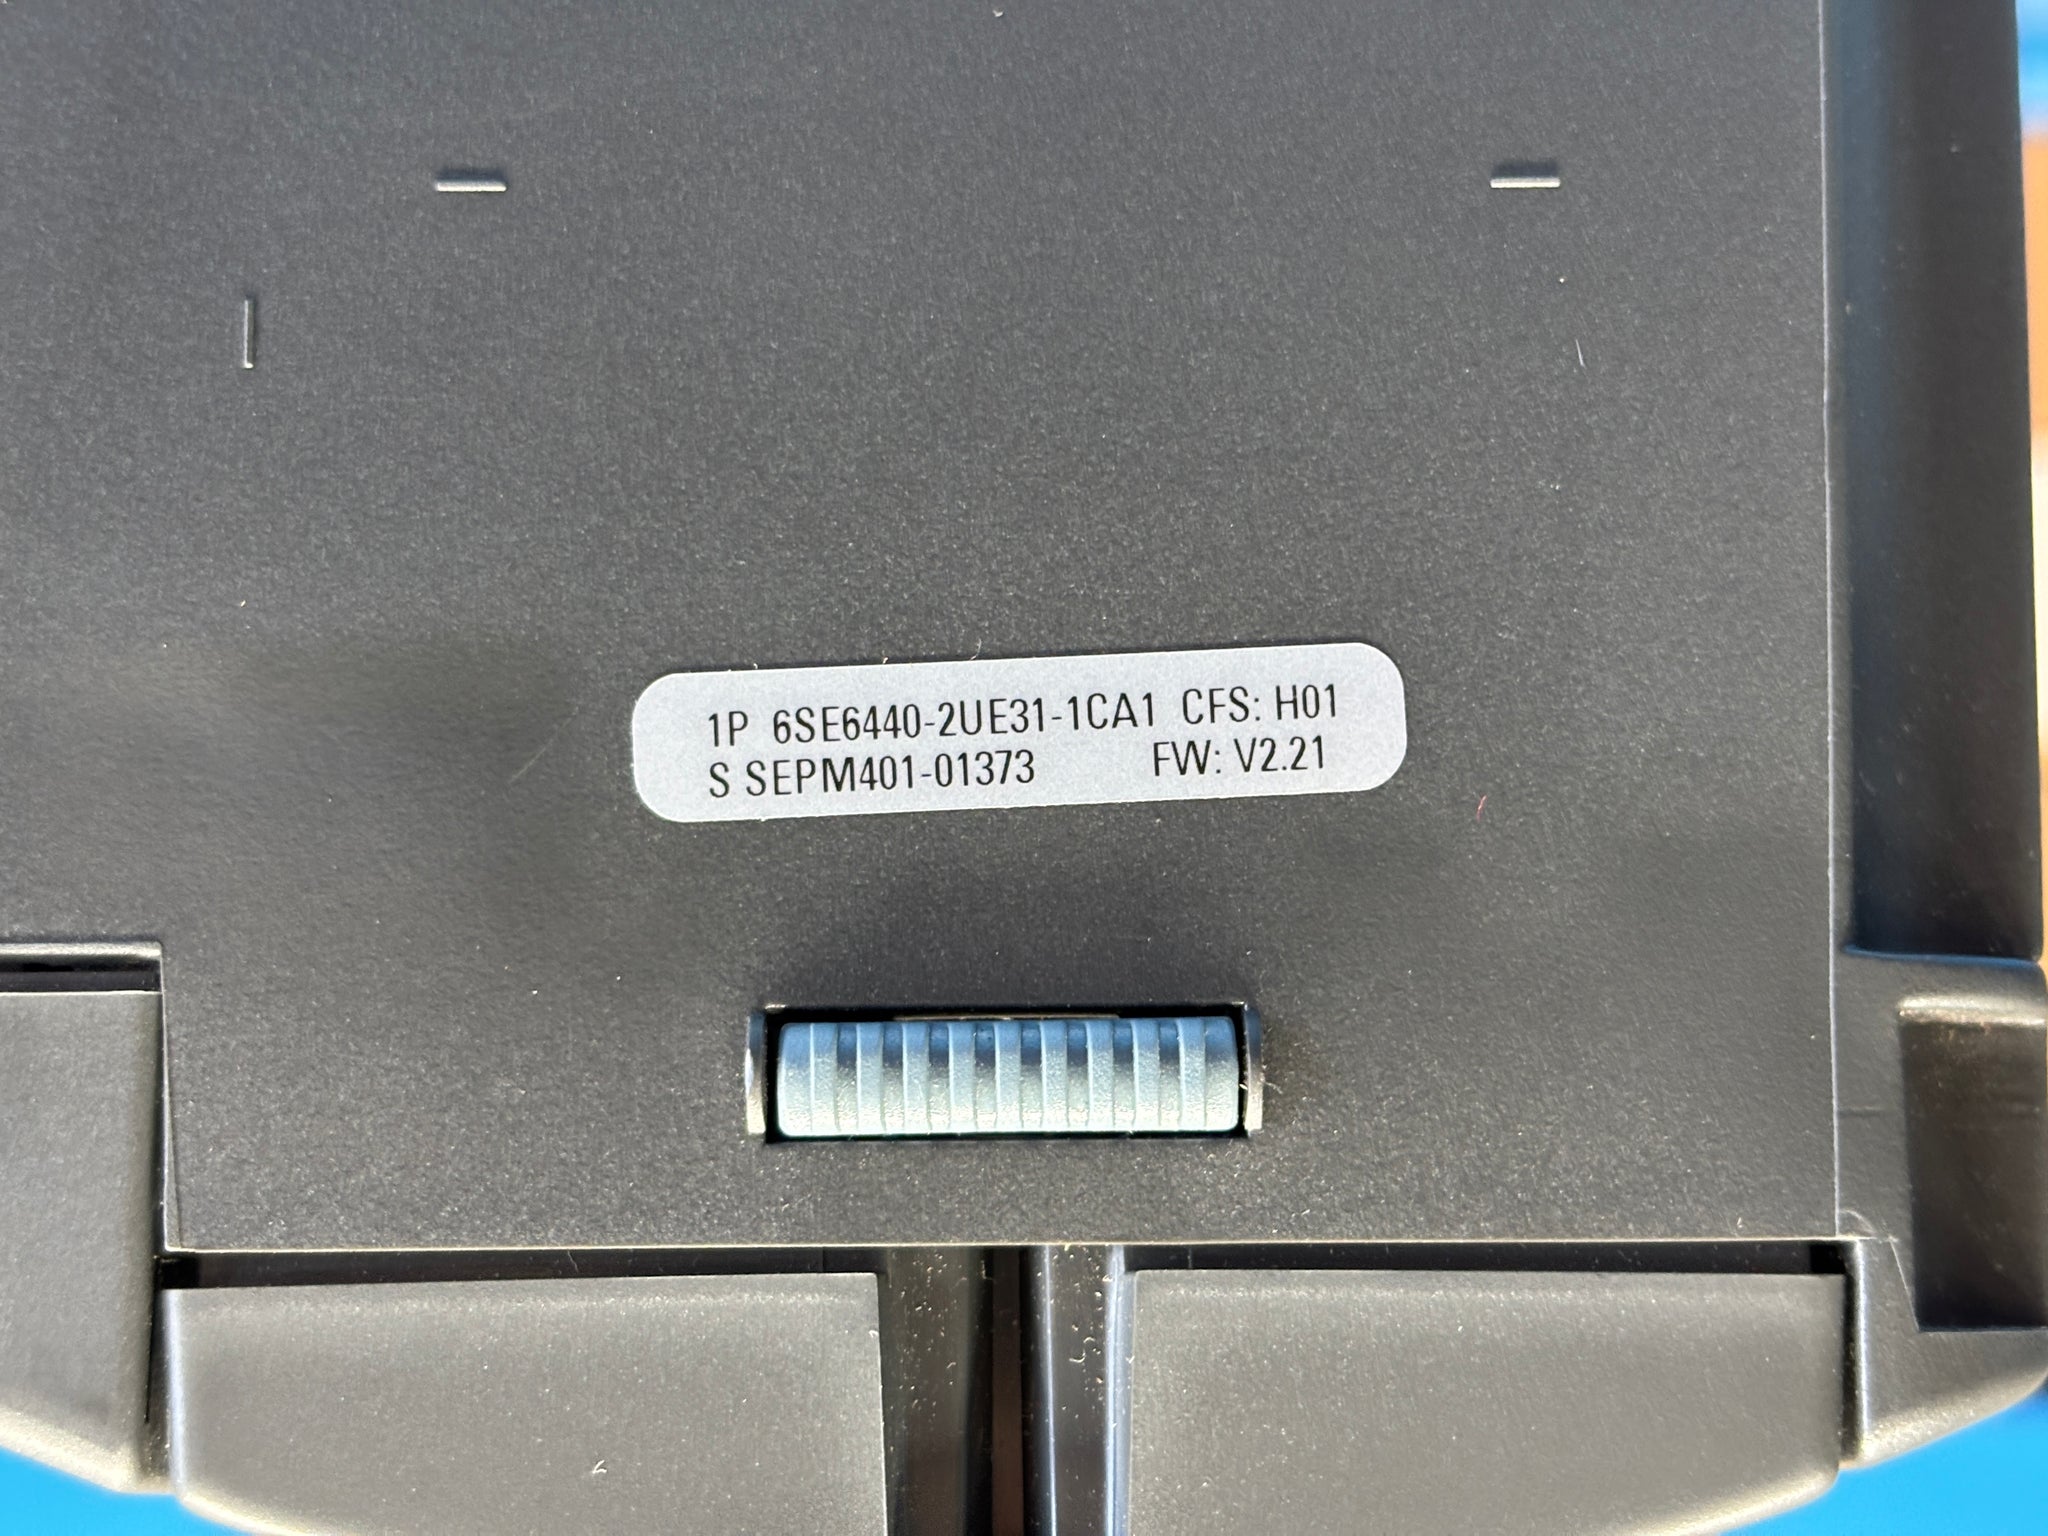 1P 6SE6440-2UE31-1CA1 CFS: H01
S SEPM401-01373 FW: V2.21